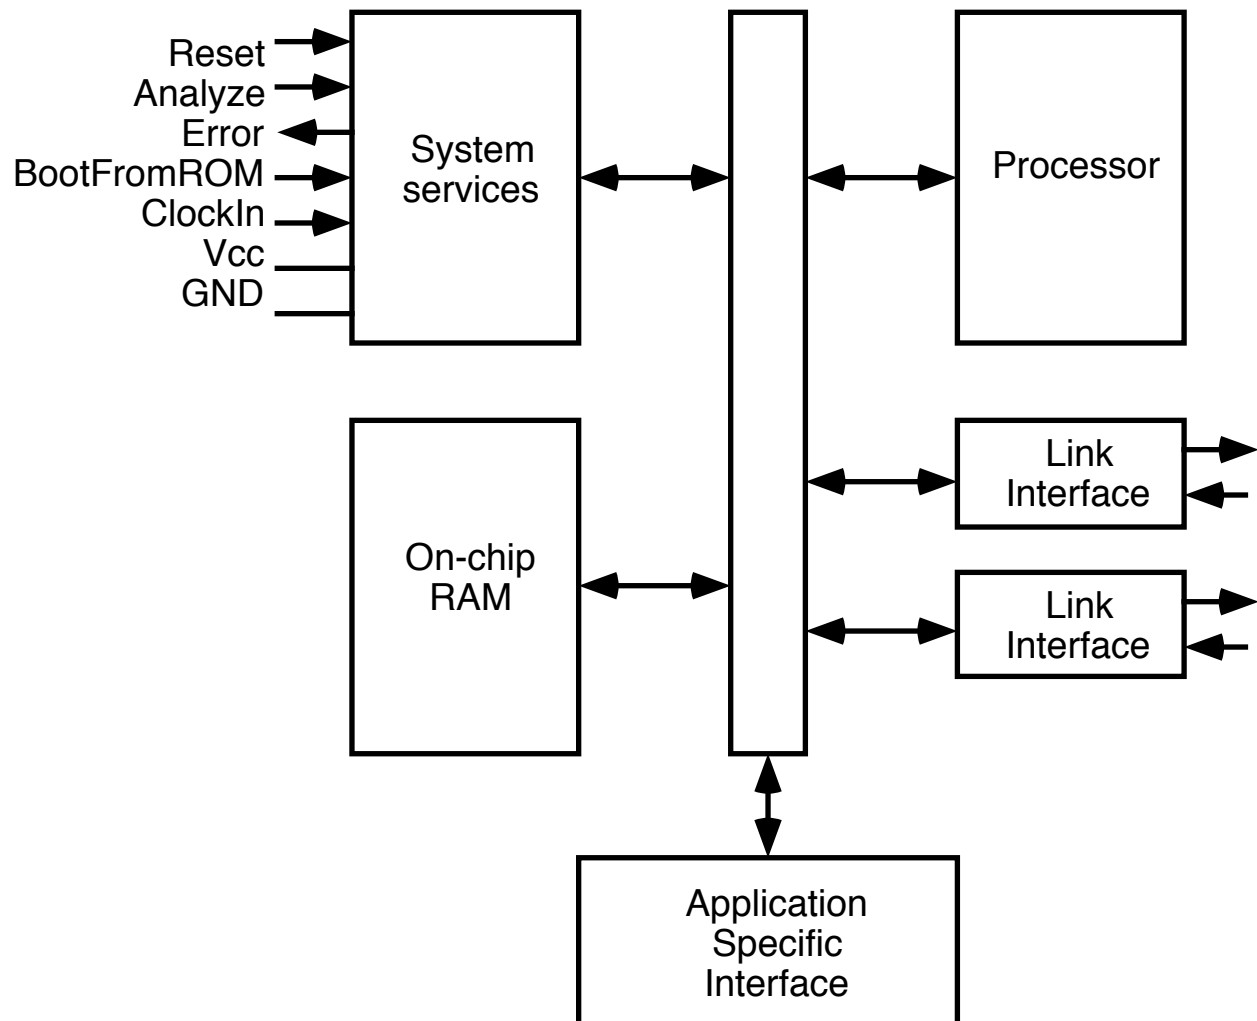 Reset
Analyze
Error
BootFromROM
ClockIn
Vcc
GND
System
services
Processor
On-chip
RAM
Link
Interface
Link
Interface
Application
Specific
Interface